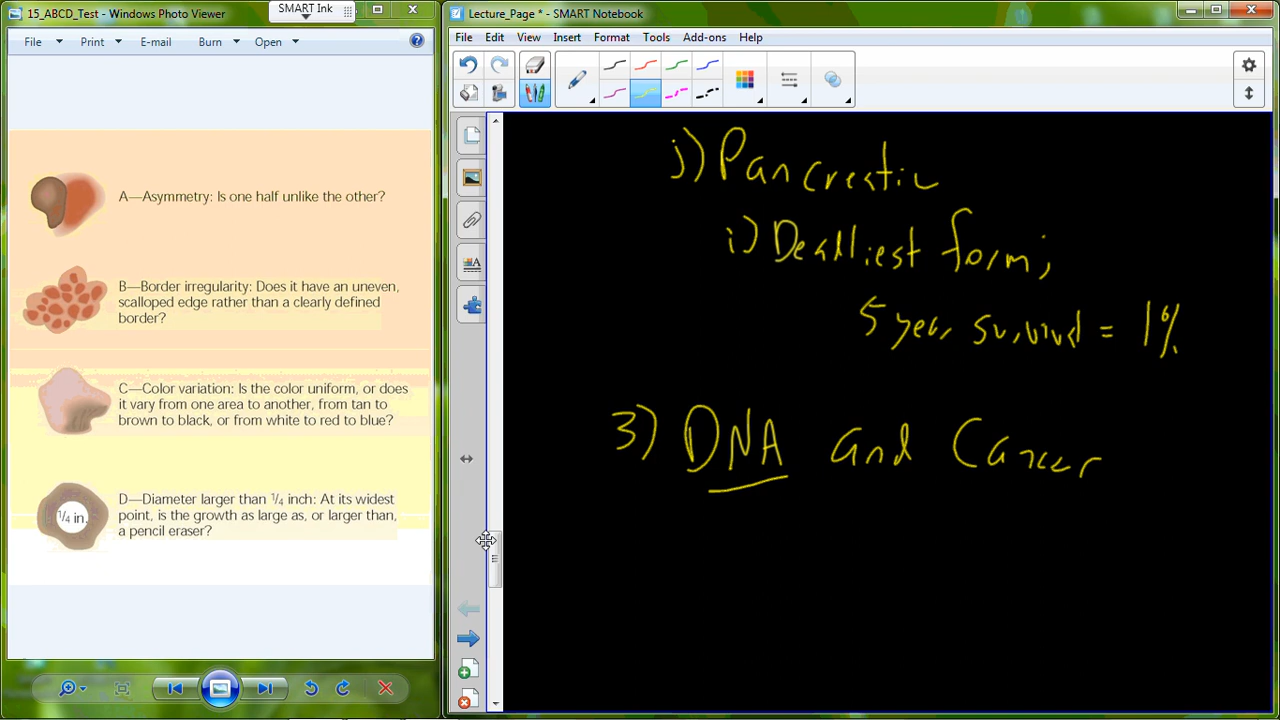 15_ABCD_Test - Windows Photo Viewer
SMART Ink
File Print E-mail Burn Open
A—Asymmetry: Is one half unlike the other?
B—Border irregularity: Does it have an uneven,
scalloped edge rather than a clearly defined
border?
C—Color variation: Is the color uniform, or does
it vary from one area to another, from tan to
brown to black, or from white to red to blue?
1/4 in.
D—Diameter larger than 1/4 inch: At its widest
point, is the growth as large as, or larger than,
a pencil eraser?
Lecture_Page * - SMART Notebook
File Edit View Insert Format Tools Add-ons Help
j) Pancreatic
i) Deadliest form;
5 year survival = 1%
3) DNA and Cancer